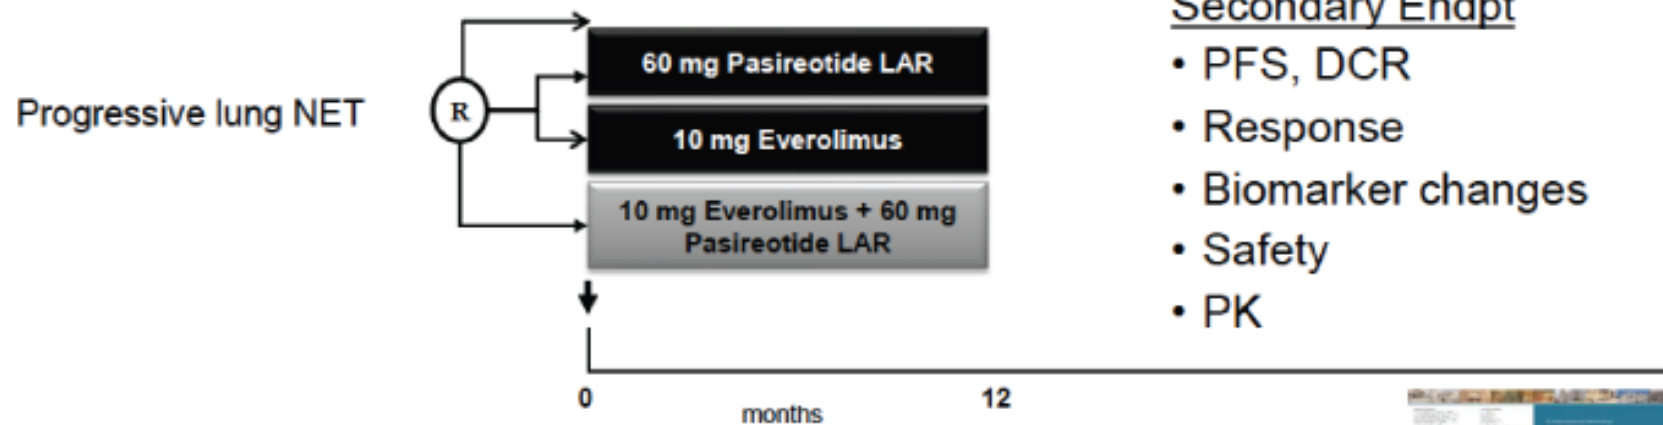 Secondary Endpt
• PFS, DCR
• Response
• Biomarker changes
• Safety
• PK
Progressive lung NET
R
60 mg Pasireotide LAR
10 mg Everolimus
10 mg Everolimus + 60 mg
Pasireotide LAR
0
months
12